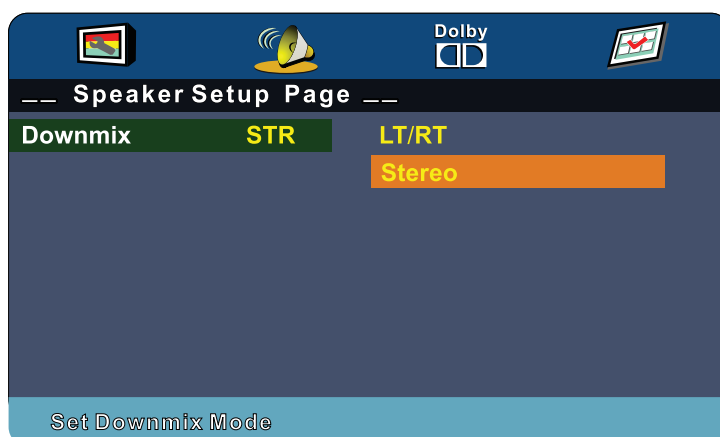 Dolby
__ Speaker Setup Page __
Downmix STR LT/RT
Stereo
Set Downmix Mode